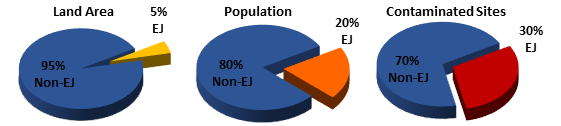 Land Area
5%
EJ
95%
Non-EJ
Population
20%
EJ
80%
Non-EJ
Contaminated Sites
30%
EJ
70%
Non-EJ